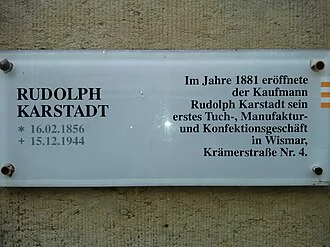 RUDOLPH
KARSTADT
* 16.02.1856
+ 15.12.1944
Im Jahre 1881 eröffnete
der Kaufmann
Rudolph Karstadt sein
erstes Tuch-, Manufaktur-
und Konfektionsgeschäft
in Wismar,
Krämerstraße Nr. 4.